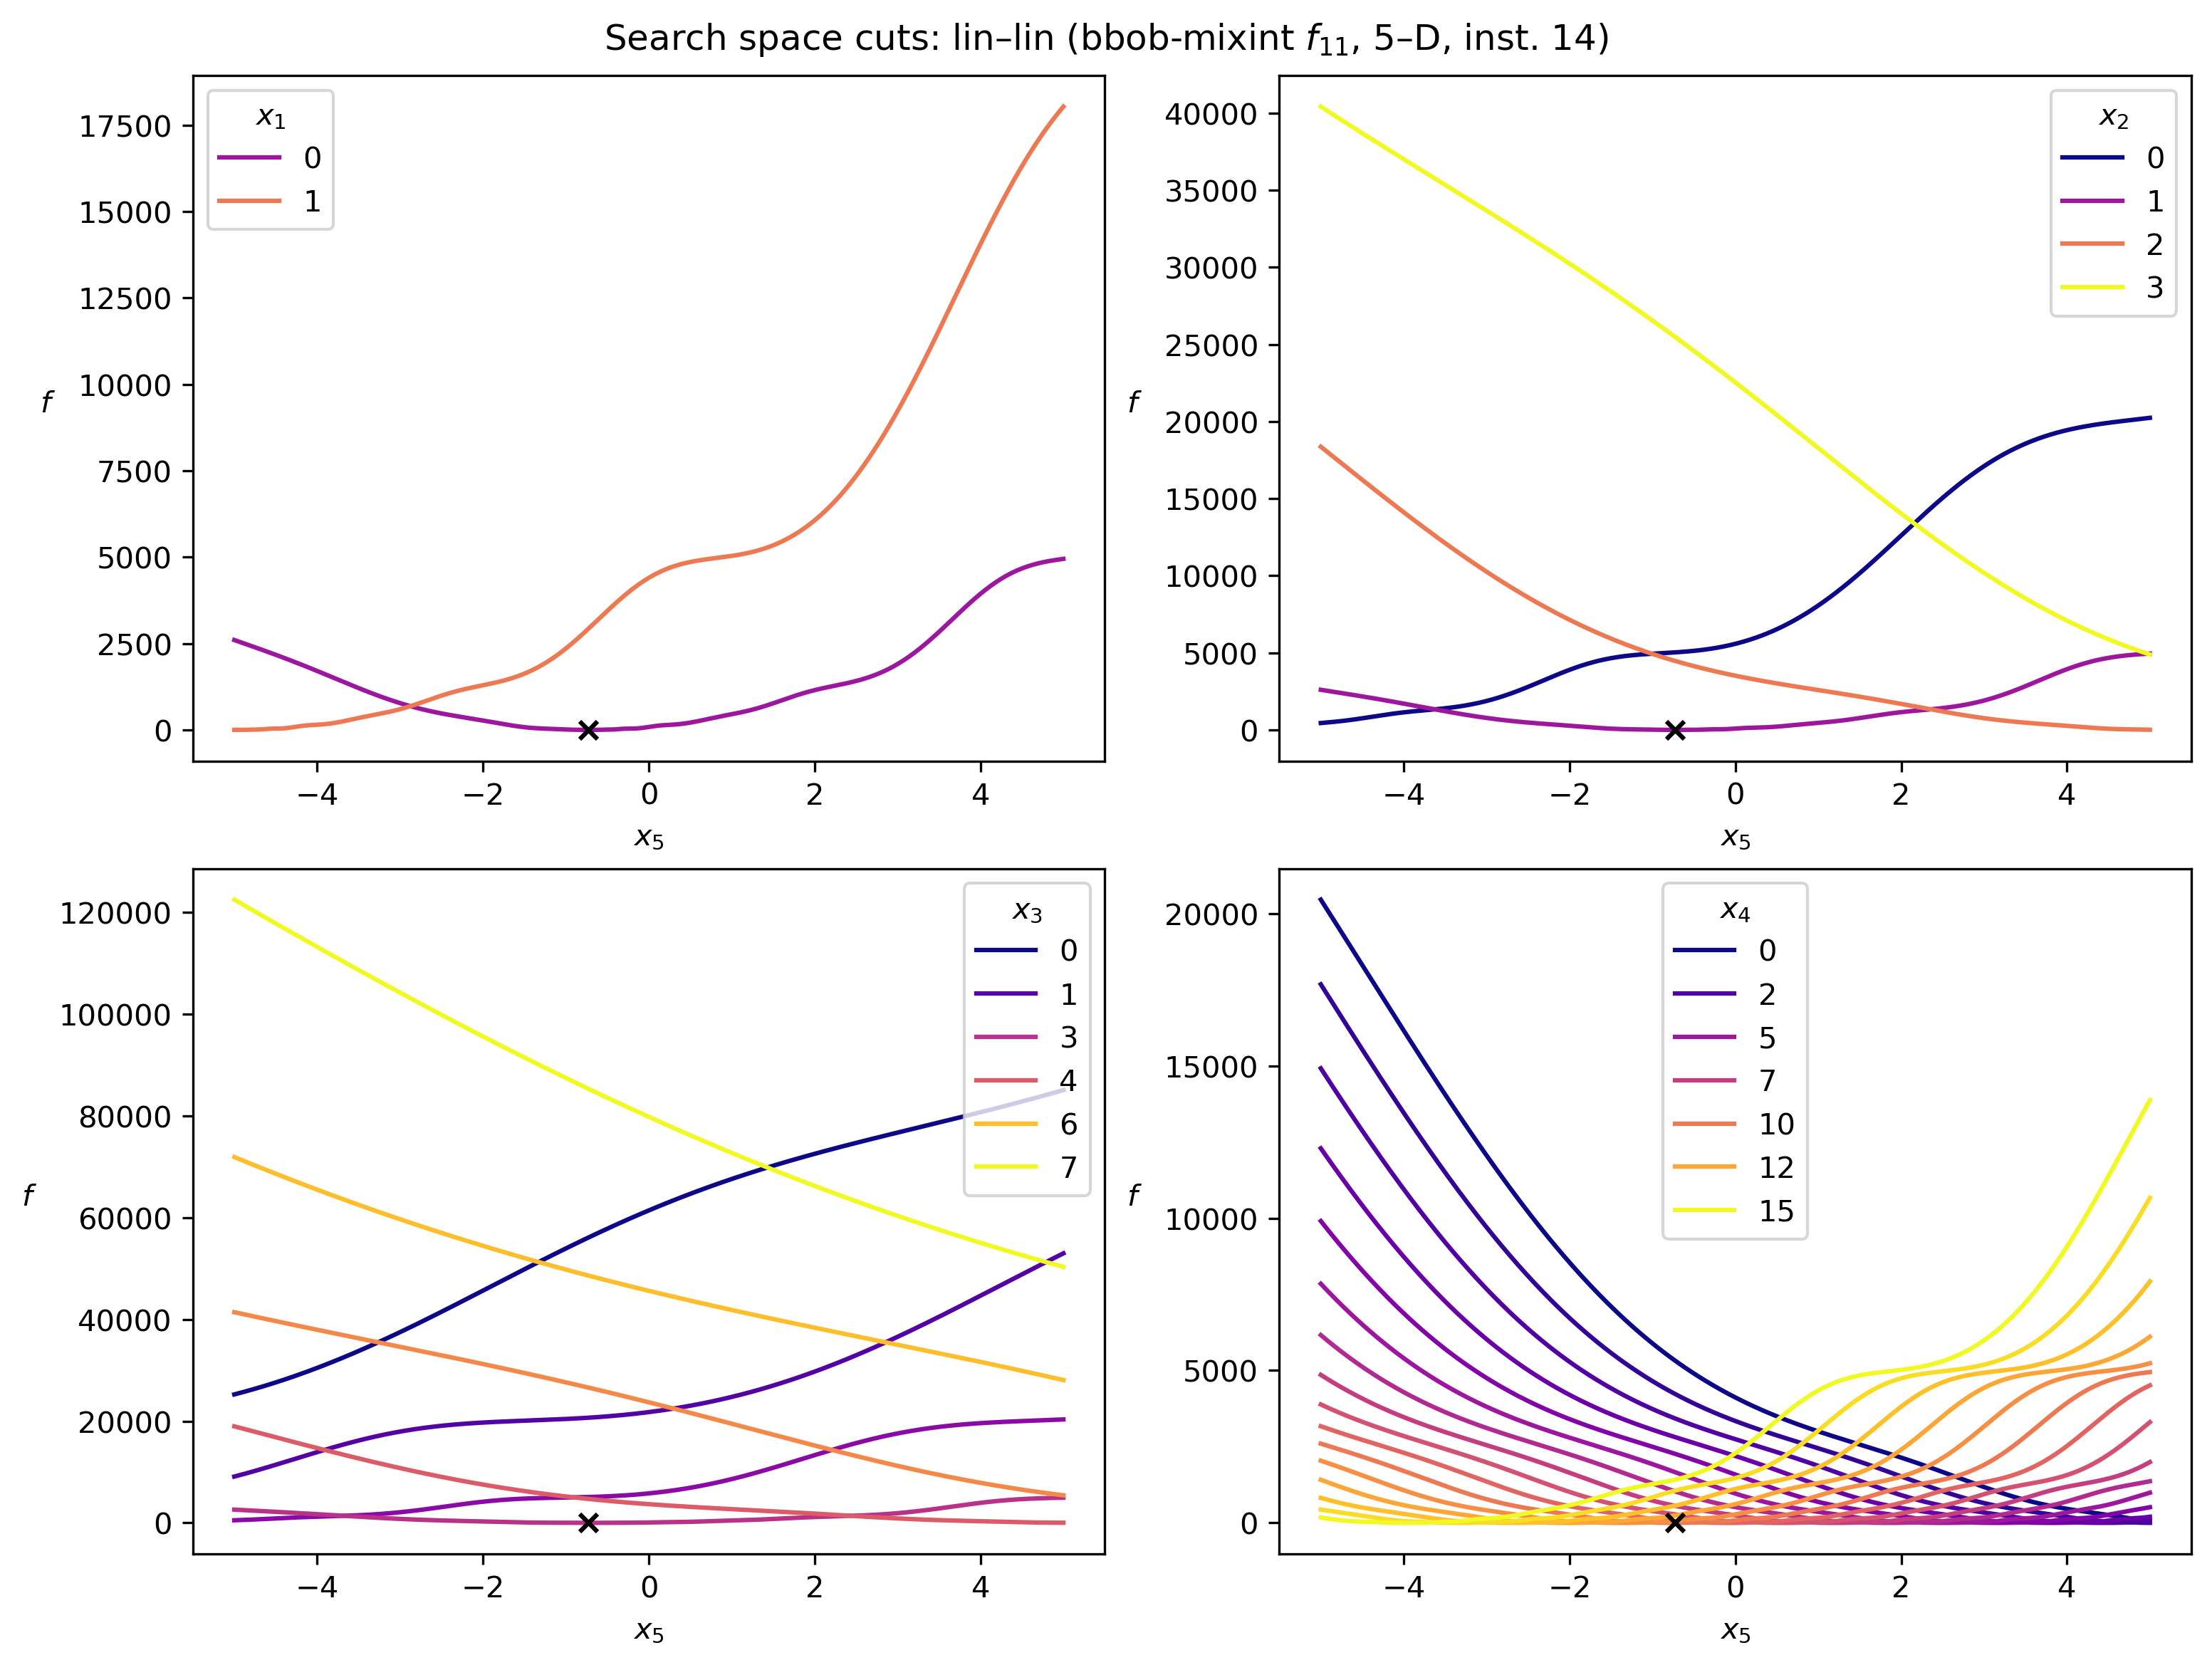 Search space cuts: lin–lin (bbob-mixint f11, 5–D, inst. 14)
x1
0
1
17500
15000
12500
10000
7500
5000
2500
0
f
−4 −2 0 2 4
x5
x2
0
1
2
3
40000
35000
30000
25000
20000
15000
10000
5000
0
f
−4 −2 0 2 4
x5
x3
0
1
3
4
6
7
120000
100000
80000
60000
40000
20000
0
f
−4 −2 0 2 4
x5
x4
0
2
5
7
10
12
15
20000
15000
10000
5000
0
f
−4 −2 0 2 4
x5